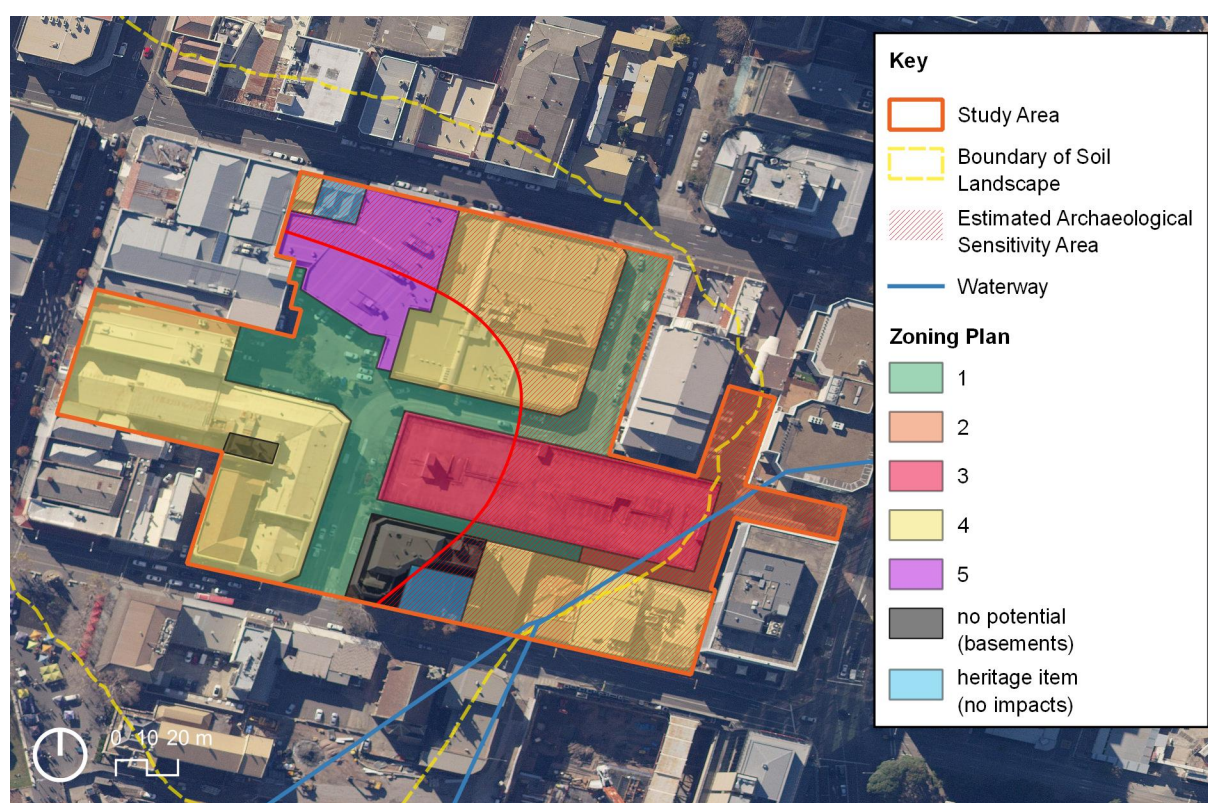 Key
Study Area
Boundary of Soil
Landscape
Estimated Archaeological
Sensitivity Area
Waterway
Zoning Plan
1
2
3
4
5
no potential
(basements)
heritage item
(no impacts)
0 10 20 m